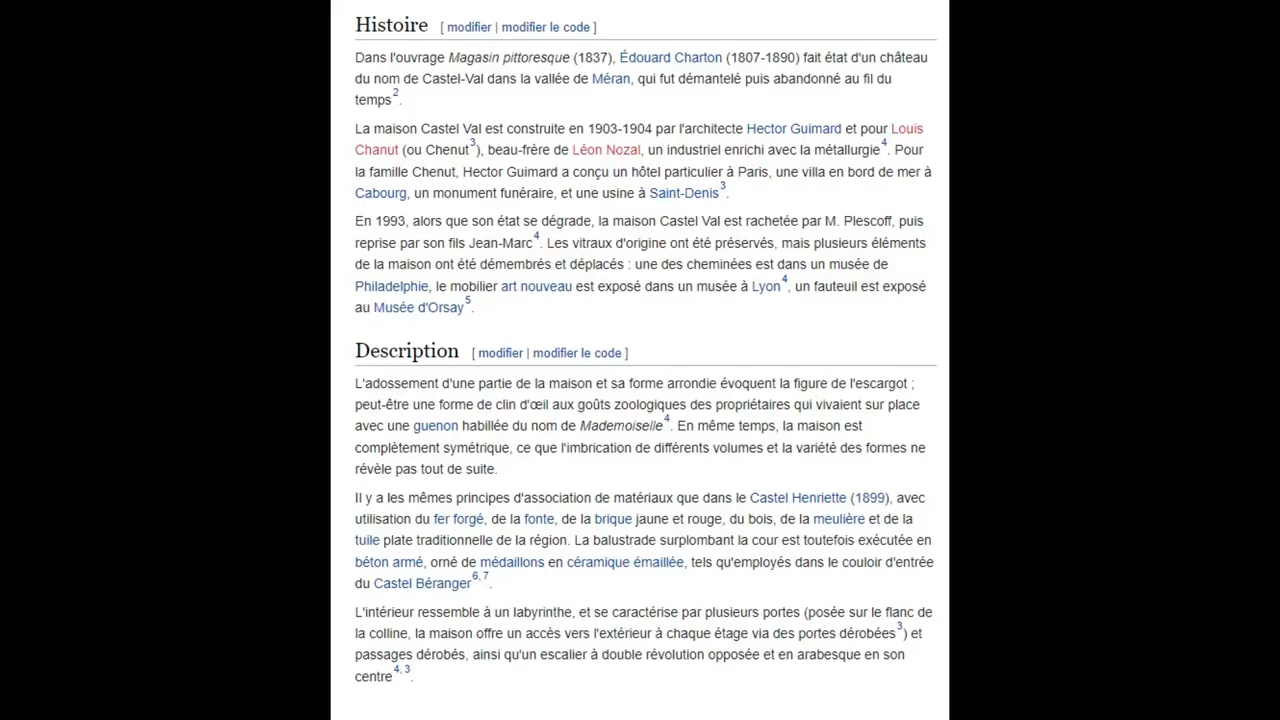 Histoire [ modifier | modifier le code ]
Dans l'ouvrage Magasin pittoresque (1837), Édouard Charton (1807-1890) fait état d'un château
du nom de Castel-Val dans la vallée de Méran, qui fut démantelé puis abandonné au fil du
temps2.
La maison Castel Val est construite en 1903-1904 par l'architecte Hector Guimard et pour Louis
Chanut (ou Chenut3), beau-frère de Léon Nozal, un industriel enrichi avec la métallurgie4. Pour
la famille Chenut, Hector Guimard a conçu un hôtel particulier à Paris, une villa en bord de mer à
Cabourg, un monument funéraire, et une usine à Saint-Denis3.
En 1993, alors que son état se dégrade, la maison Castel Val est rachetée par M. Plescoff, puis
reprise par son fils Jean-Marc4. Les vitraux d'origine ont été préservés, mais plusieurs éléments
de la maison ont été démembrés et déplacés : une des cheminées est dans un musée de
Philadelphie, le mobilier art nouveau est exposé dans un musée à Lyon4, un fauteuil est exposé
au Musée d'Orsay5.
Description [ modifier | modifier le code ]
L'adossement d'une partie de la maison et sa forme arrondie évoquent la figure de l'escargot ;
peut-être une forme de clin d'œil aux goûts zoologiques des propriétaires qui vivaient sur place
avec une guenon habillée du nom de Mademoiselle4. En même temps, la maison est
complètement symétrique, ce que l'imbrication de différents volumes et la variété des formes ne
révèle pas tout de suite.
Il y a les mêmes principes d'association de matériaux que dans le Castel Henriette (1899), avec
utilisation du fer forgé, de la fonte, de la brique jaune et rouge, du bois, de la meulière et de la
tuile plate traditionnelle de la région. La balustrade surplombant la cour est toutefois exécutée en
béton armé, orné de médaillons en céramique émaillée, tels qu'employés dans le couloir d'entrée
du Castel Béranger6, 7.
L'intérieur ressemble à un labyrinthe, et se caractérise par plusieurs portes (posée sur le flanc de
la colline, la maison offre un accès vers l'extérieur à chaque étage via des portes dérobées3) et
passages dérobés, ainsi qu'un escalier à double révolution opposée et en arabesque en son
centre4, 3.